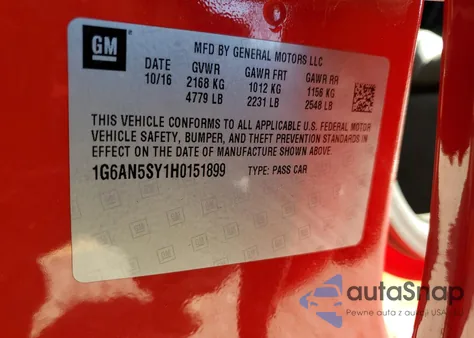 GM
MFD BY GENERAL MOTORS LLC
DATE GVWR GAWR FRT GAWR RR
10/16 2168 KG 1012 KG 1156 KG
4779 LB 2231 LB 2548 LB
THIS VEHICLE CONFORMS TO ALL APPLICABLE U.S. FEDERAL MOTOR
VEHICLE SAFETY, BUMPER, AND THEFT PREVENTION STANDARDS IN
EFFECT ON THE DATE OF MANUFACTURE SHOWN ABOVE.
1G6AN5SY1H0151899 TYPE: PASS CAR
autoSnap
Pewne auta z aukcji USA